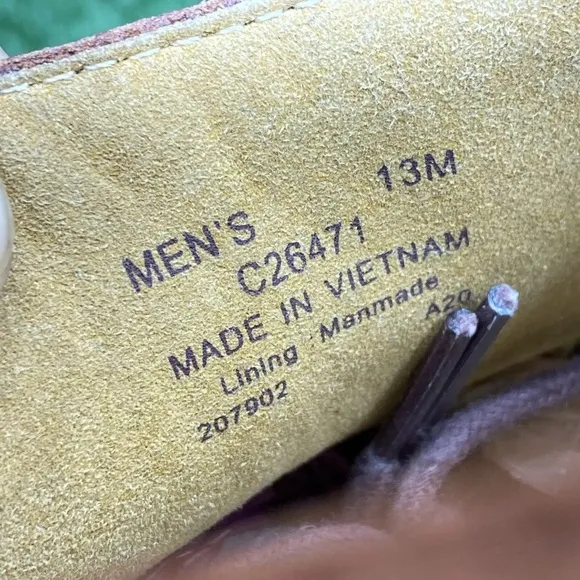 MEN'S 13M
C26471
MADE IN VIETNAM
Lining · Manmade
207902 A20